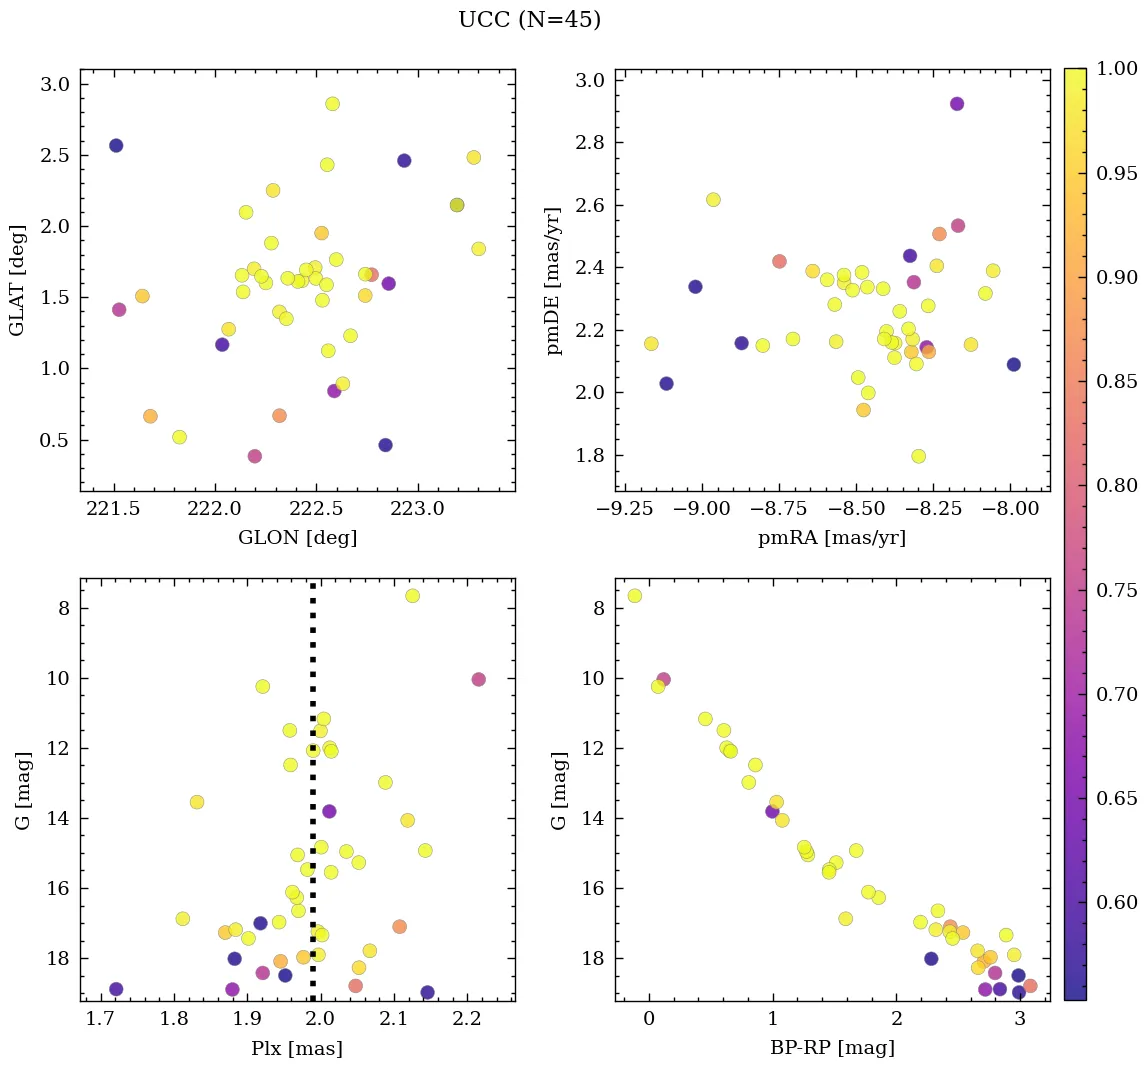 UCC (N=45)
3.0
2.5
2.0
1.5
1.0
0.5
GLAT [deg]
221.5 222.0 222.5 223.0
GLON [deg]
3.0
2.8
2.6
2.4
2.2
2.0
1.8
pmDE [mas/yr]
−9.25 −9.00 −8.75 −8.50 −8.25 −8.00
pmRA [mas/yr]
1.00
0.95
0.90
0.85
0.80
0.75
0.70
0.65
0.60
8
10
12
14
16
18
G [mag]
1.7 1.8 1.9 2.0 2.1 2.2
Plx [mas]
8
10
12
14
16
18
G [mag]
0 1 2 3
BP-RP [mag]